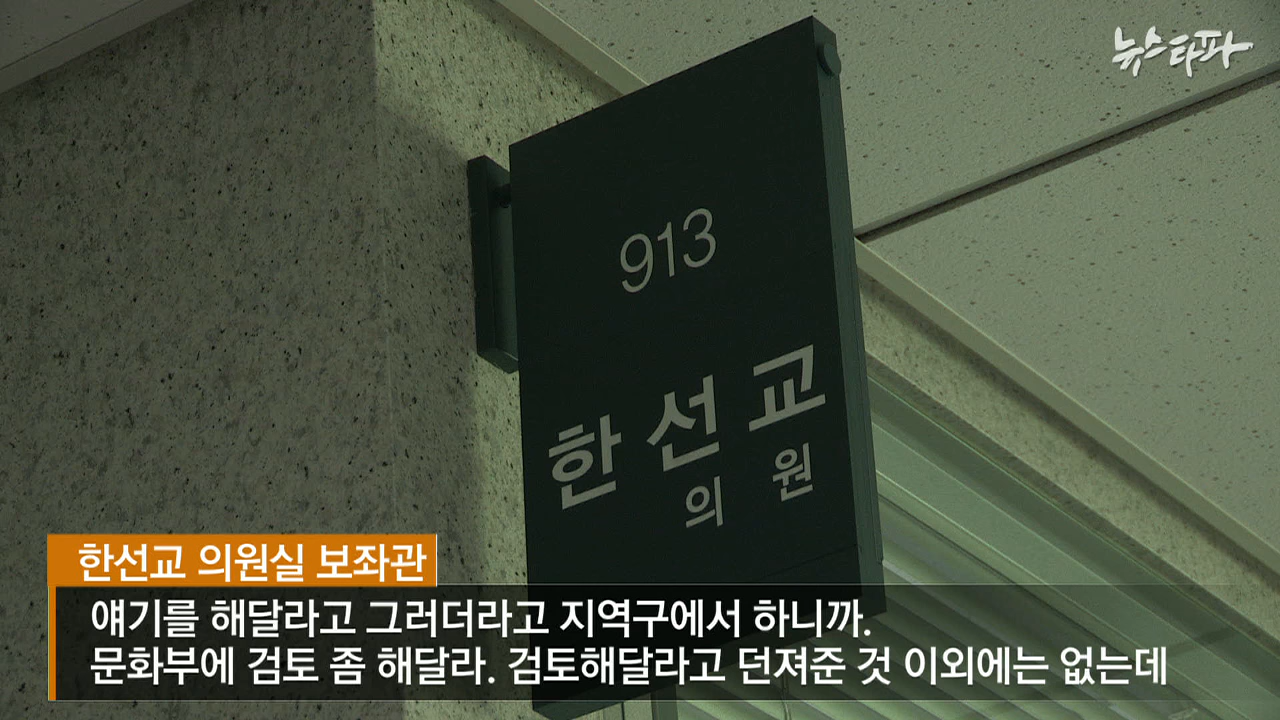 뉴스타파
913
한선교
의원
한선교 의원실 보좌관
얘기를 해달라고 그러더라고 지역구에서 하니까.
문화부에 검토 좀 해달라. 검토해달라고 던져준 것 이외에는 없는데